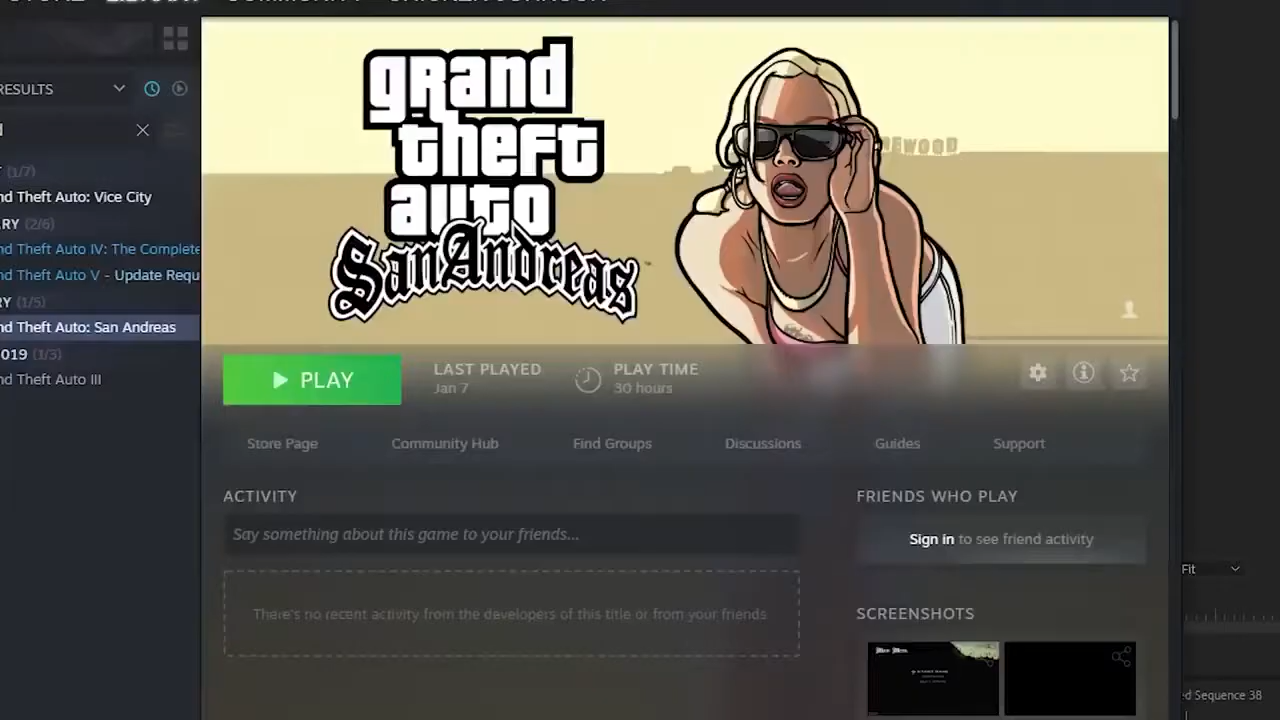 RESULTS
(1/7)
nd Theft Auto: Vice City
RY (2/6)
nd Theft Auto IV: The Complete
nd Theft Auto V - Update Requ
RY (1/5)
nd Theft Auto: San Andreas
2019 (1/3)
nd Theft Auto III
grand
theft
auto
San Andreas
PLAY
LAST PLAYED
Jan 7
PLAY TIME
30 hours
Store Page
Community Hub
Find Groups
Discussions
Guides
Support
ACTIVITY
Say something about this game to your friends...
There's no recent activity from the developers of this title or from your friends
FRIENDS WHO PLAY
Sign in to see friend activity
SCREENSHOTS
Fit
ed Sequence 38